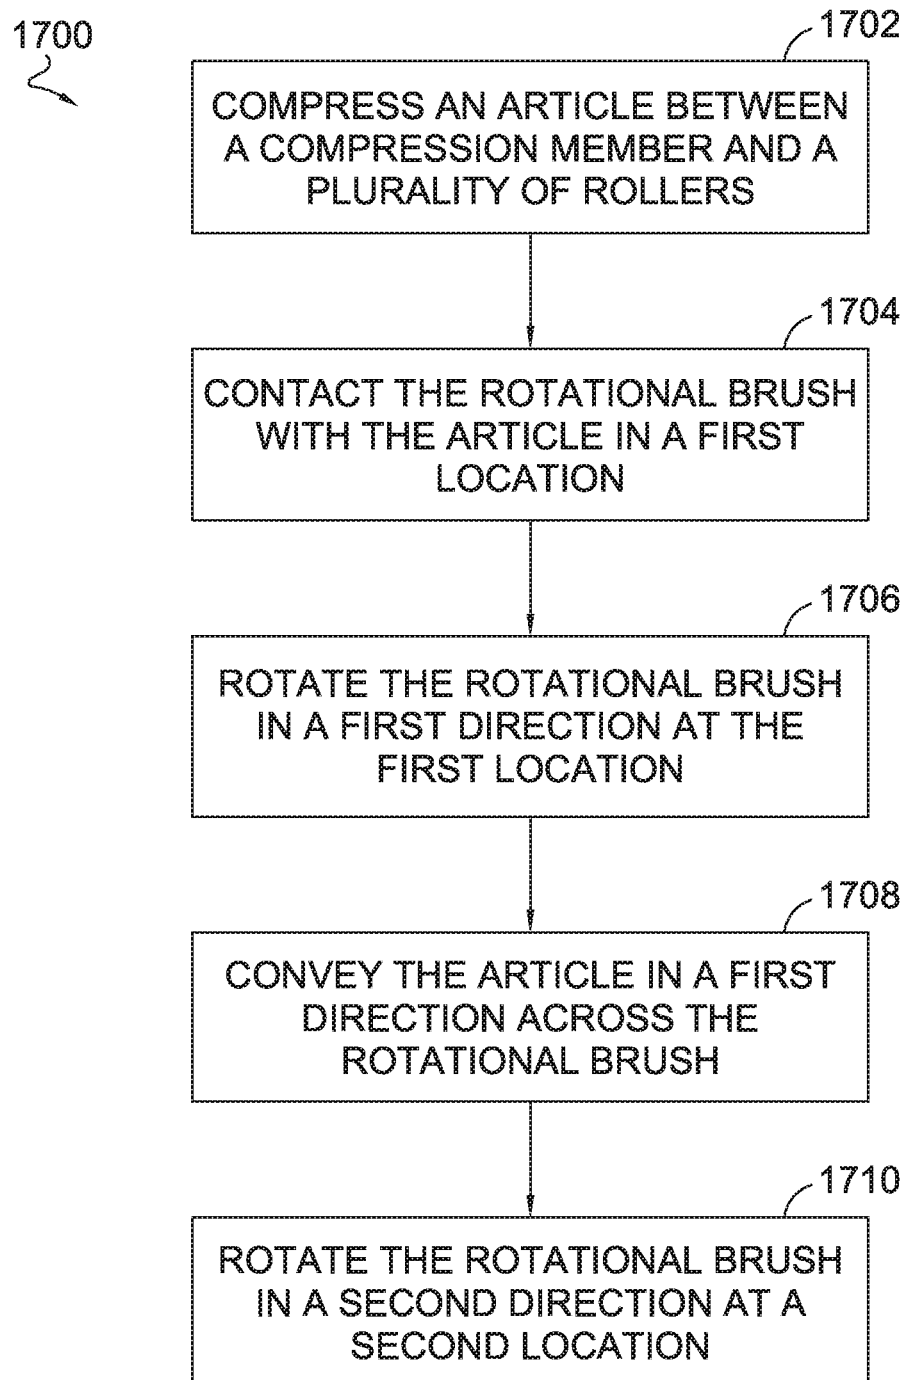 1700
1702
COMPRESS AN ARTICLE BETWEEN
A COMPRESSION MEMBER AND A
PLURALITY OF ROLLERS
1704
CONTACT THE ROTATIONAL BRUSH
WITH THE ARTICLE IN A FIRST
LOCATION
1706
ROTATE THE ROTATIONAL BRUSH
IN A FIRST DIRECTION AT THE
FIRST LOCATION
1708
CONVEY THE ARTICLE IN A FIRST
DIRECTION ACROSS THE
ROTATIONAL BRUSH
1710
ROTATE THE ROTATIONAL BRUSH
IN A SECOND DIRECTION AT A
SECOND LOCATION